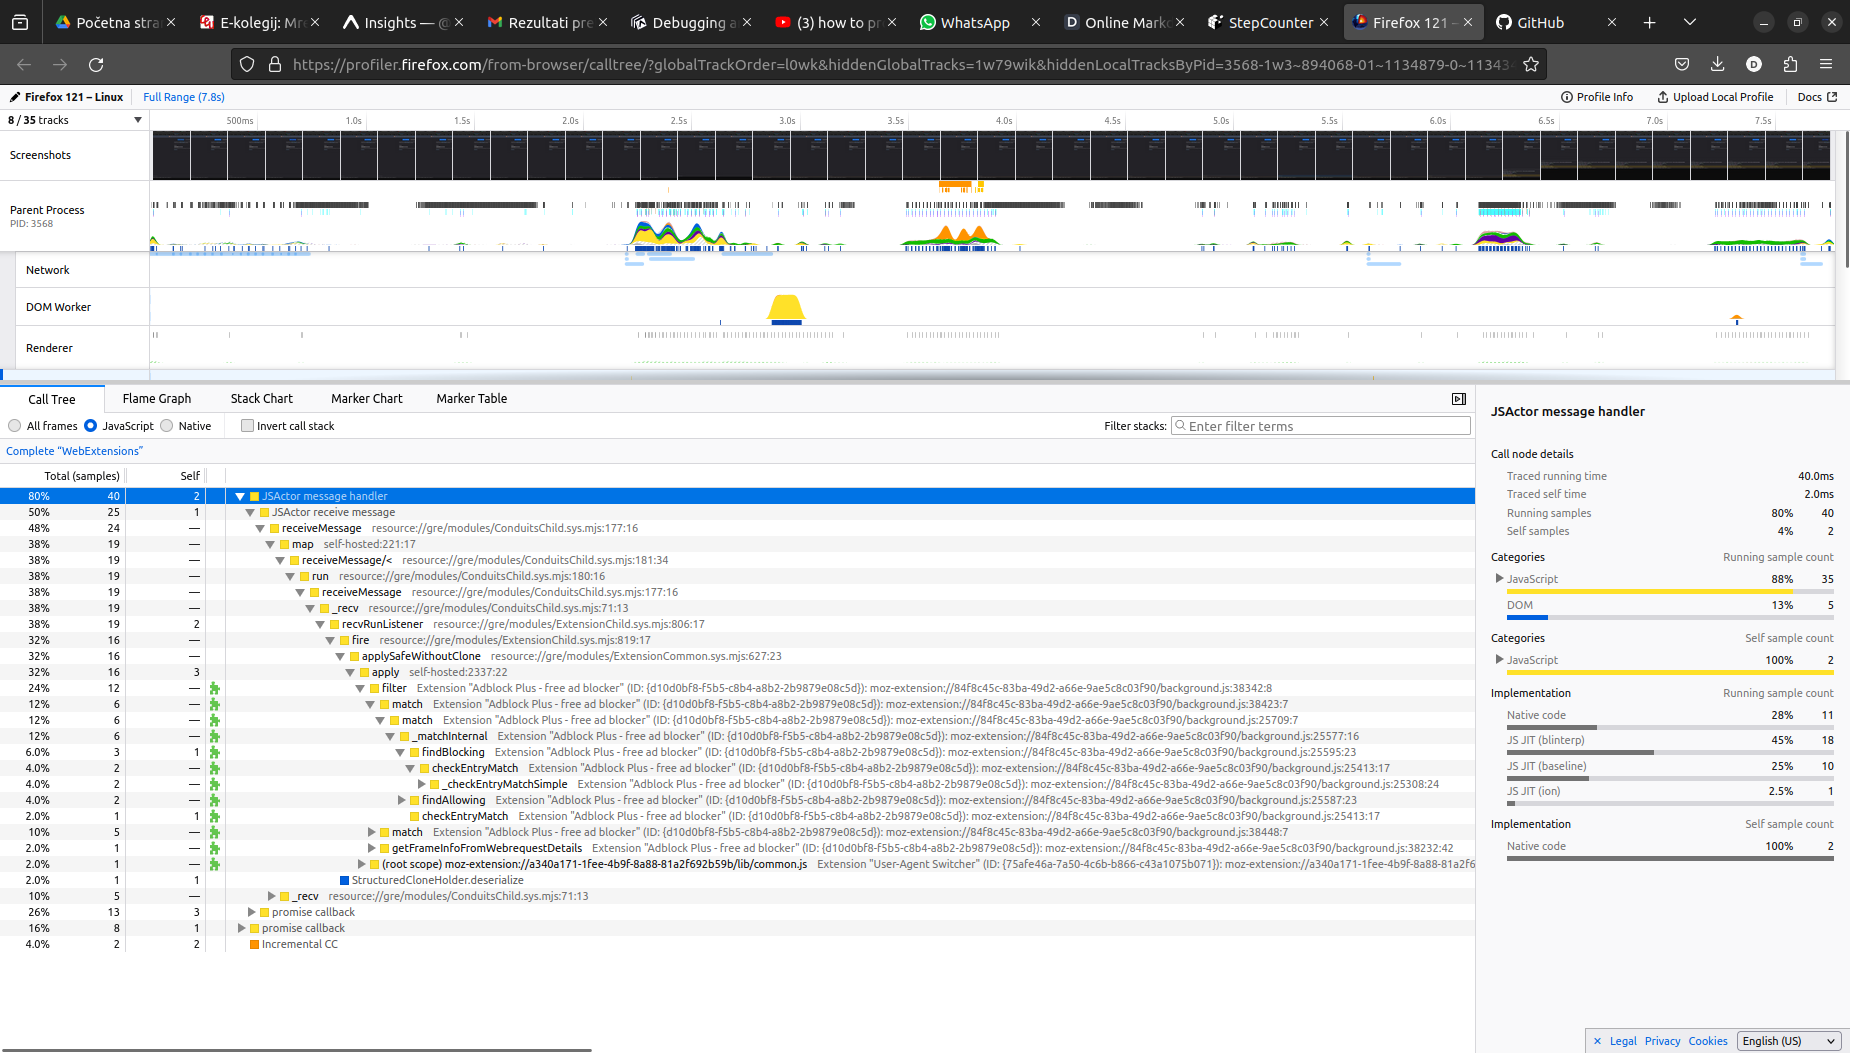 Početna stra
E-kolegij: Mre
Insights — @
Rezultati pre
Debugging a
(3) how to pr
WhatsApp
Online Markd
StepCounter
Firefox 121 –
GitHub
https://profiler.firefox.com/from-browser/calltree/?globalTrackOrder=l0wk&hiddenGlobalTracks=1w79wik&hiddenLocalTracksByPid=3568-1w3~894068-01~1134879-0~11343
Firefox 121 – Linux
Full Range (7.8s)
Profile Info
Upload Local Profile
Docs
8 / 35 tracks
500ms 1.0s 1.5s 2.0s 2.5s 3.0s 3.5s 4.0s 4.5s 5.0s 5.5s 6.0s 6.5s 7.0s 7.5s
Screenshots
Parent Process
PID: 3568
Network
DOM Worker
Renderer
Call Tree Flame Graph Stack Chart Marker Chart Marker Table
All frames JavaScript Native Invert call stack Filter stacks: Enter filter terms
Complete “WebExtensions”
Total (samples) Self
80% 40 2 JSActor message handler
50% 25 1 JSActor receive message
48% 24 — receiveMessage resource://gre/modules/ConduitsChild.sys.mjs:177:16
38% 19 — map self-hosted:221:17
38% 19 — receiveMessage/< resource://gre/modules/ConduitsChild.sys.mjs:181:34
38% 19 — run resource://gre/modules/ConduitsChild.sys.mjs:180:16
38% 19 — receiveMessage resource://gre/modules/ConduitsChild.sys.mjs:177:16
38% 19 — _recv resource://gre/modules/ConduitsChild.sys.mjs:71:13
38% 19 2 recvRunListener resource://gre/modules/ExtensionChild.sys.mjs:806:17
32% 16 — fire resource://gre/modules/ExtensionChild.sys.mjs:819:17
32% 16 — applySafeWithoutClone resource://gre/modules/ExtensionCommon.sys.mjs:627:23
32% 16 3 apply self-hosted:2337:22
24% 12 — filter Extension "Adblock Plus - free ad blocker" (ID: {d10d0bf8-f5b5-c8b4-a8b2-2b9879e08c5d}): moz-extension://84f8c45c-83ba-49d2-a66e-9ae5c8c03f90/background.js:38342:8
12% 6 — match Extension "Adblock Plus - free ad blocker" (ID: {d10d0bf8-f5b5-c8b4-a8b2-2b9879e08c5d}): moz-extension://84f8c45c-83ba-49d2-a66e-9ae5c8c03f90/background.js:38423:7
12% 6 — match Extension "Adblock Plus - free ad blocker" (ID: {d10d0bf8-f5b5-c8b4-a8b2-2b9879e08c5d}): moz-extension://84f8c45c-83ba-49d2-a66e-9ae5c8c03f90/background.js:25709:7
12% 6 — _matchInternal Extension "Adblock Plus - free ad blocker" (ID: {d10d0bf8-f5b5-c8b4-a8b2-2b9879e08c5d}): moz-extension://84f8c45c-83ba-49d2-a66e-9ae5c8c03f90/background.js:25577:16
6.0% 3 1 findBlocking Extension "Adblock Plus - free ad blocker" (ID: {d10d0bf8-f5b5-c8b4-a8b2-2b9879e08c5d}): moz-extension://84f8c45c-83ba-49d2-a66e-9ae5c8c03f90/background.js:25595:23
4.0% 2 — checkEntryMatch Extension "Adblock Plus - free ad blocker" (ID: {d10d0bf8-f5b5-c8b4-a8b2-2b9879e08c5d}): moz-extension://84f8c45c-83ba-49d2-a66e-9ae5c8c03f90/background.js:25413:17
4.0% 2 — _checkEntryMatchSimple Extension "Adblock Plus - free ad blocker" (ID: {d10d0bf8-f5b5-c8b4-a8b2-2b9879e08c5d}): moz-extension://84f8c45c-83ba-49d2-a66e-9ae5c8c03f90/background.js:25308:24
4.0% 2 — findAllowing Extension "Adblock Plus - free ad blocker" (ID: {d10d0bf8-f5b5-c8b4-a8b2-2b9879e08c5d}): moz-extension://84f8c45c-83ba-49d2-a66e-9ae5c8c03f90/background.js:25587:23
2.0% 1 1 checkEntryMatch Extension "Adblock Plus - free ad blocker" (ID: {d10d0bf8-f5b5-c8b4-a8b2-2b9879e08c5d}): moz-extension://84f8c45c-83ba-49d2-a66e-9ae5c8c03f90/background.js:25413:17
10% 5 — match Extension "Adblock Plus - free ad blocker" (ID: {d10d0bf8-f5b5-c8b4-a8b2-2b9879e08c5d}): moz-extension://84f8c45c-83ba-49d2-a66e-9ae5c8c03f90/background.js:38448:7
2.0% 1 — getFrameInfoFromWebrequestDetails Extension "Adblock Plus - free ad blocker" (ID: {d10d0bf8-f5b5-c8b4-a8b2-2b9879e08c5d}): moz-extension://84f8c45c-83ba-49d2-a66e-9ae5c8c03f90/background.js:38232:42
2.0% 1 — (root scope) moz-extension://a340a171-1fee-4b9f-8a88-81a2f692b59b/lib/common.js Extension "User-Agent Switcher" (ID: {75afe46a-7a50-4c6b-b866-c43a1075b071}): moz-extension://a340a171-1fee-4b9f-8a88-81a2f6
2.0% 1 1 StructuredCloneHolder.deserialize
10% 5 — _recv resource://gre/modules/ConduitsChild.sys.mjs:71:13
26% 13 3 promise callback
16% 8 1 promise callback
4.0% 2 2 Incremental CC
JSActor message handler
Call node details
Traced running time 40.0ms
Traced self time 2.0ms
Running samples 80% 40
Self samples 4% 2
Categories Running sample count
JavaScript 88% 35
DOM 13% 5
Categories Self sample count
JavaScript 100% 2
Implementation Running sample count
Native code 28% 11
JS JIT (blinterp) 45% 18
JS JIT (baseline) 25% 10
JS JIT (ion) 2.5% 1
Implementation Self sample count
Native code 100% 2
Legal Privacy Cookies English (US)